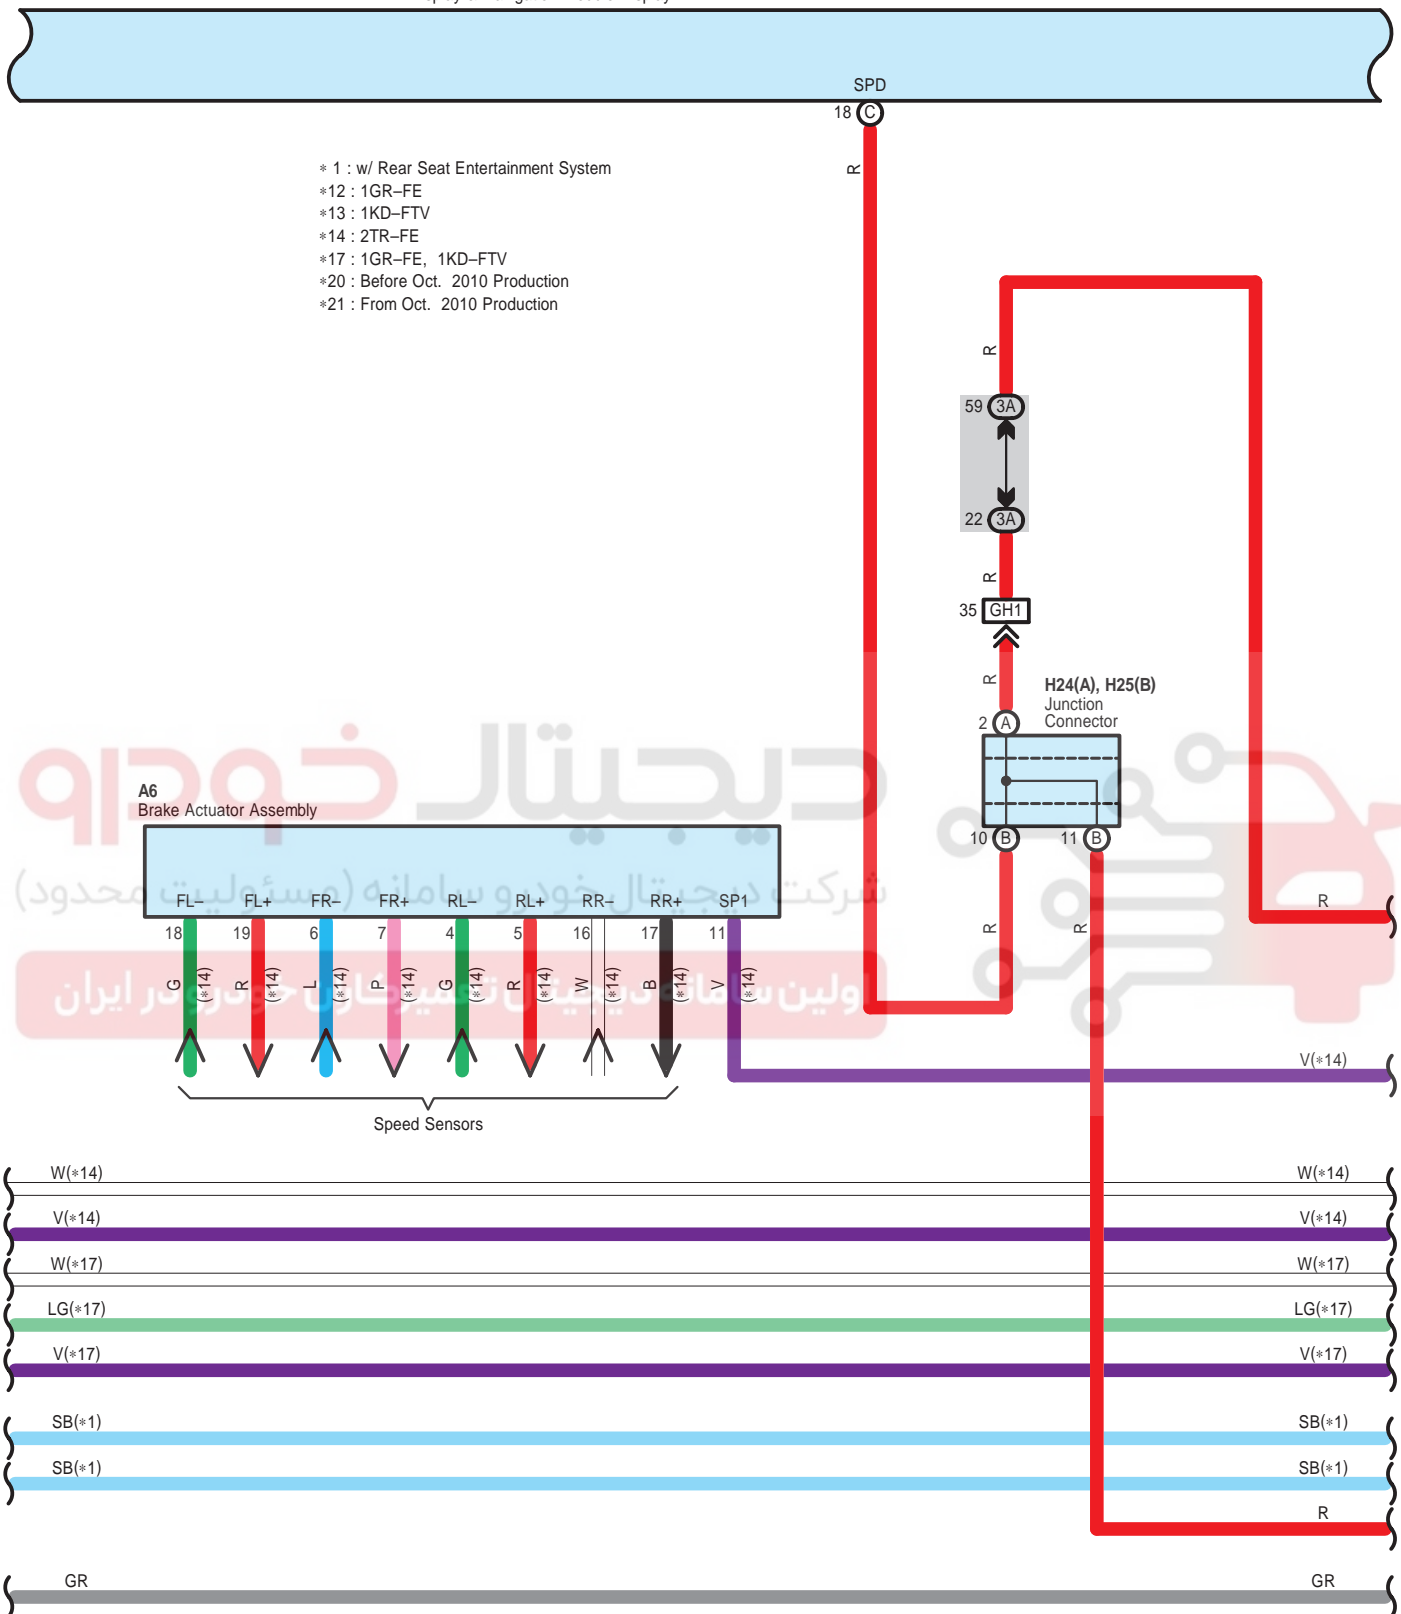 SPD
18 C
R
* 1 : w/ Rear Seat Entertainment System
*12 : 1GR–FE
*13 : 1KD–FTV
*14 : 2TR–FE
*17 : 1GR–FE, 1KD–FTV
*20 : Before Oct. 2010 Production
*21 : From Oct. 2010 Production
R
59 3A
22 3A
R
35 GH1
R
H24(A), H25(B)
Junction
Connector
2 A
10 B 11 B
R R
R
دیجیتال خودرو
شرکت دیجیتال خودرو سامانه (مسئولیت محدود)
اولین سامانه دیجیتال تعمیرکاران خودرو در ایران
A6
Brake Actuator Assembly
FL– FL+ FR– FR+ RL– RL+ RR– RR+ SP1
18 19 6 7 4 5 16 17 11
G R L P G R W B V
(*14) (*14) (*14) (*14) (*14) (*14) (*14) (*14) (*14)
Speed Sensors
V(*14)
W(*14) W(*14)
V(*14) V(*14)
W(*17) W(*17)
LG(*17) LG(*17)
V(*17) V(*17)
SB(*1) SB(*1)
SB(*1) SB(*1)
R
GR GR